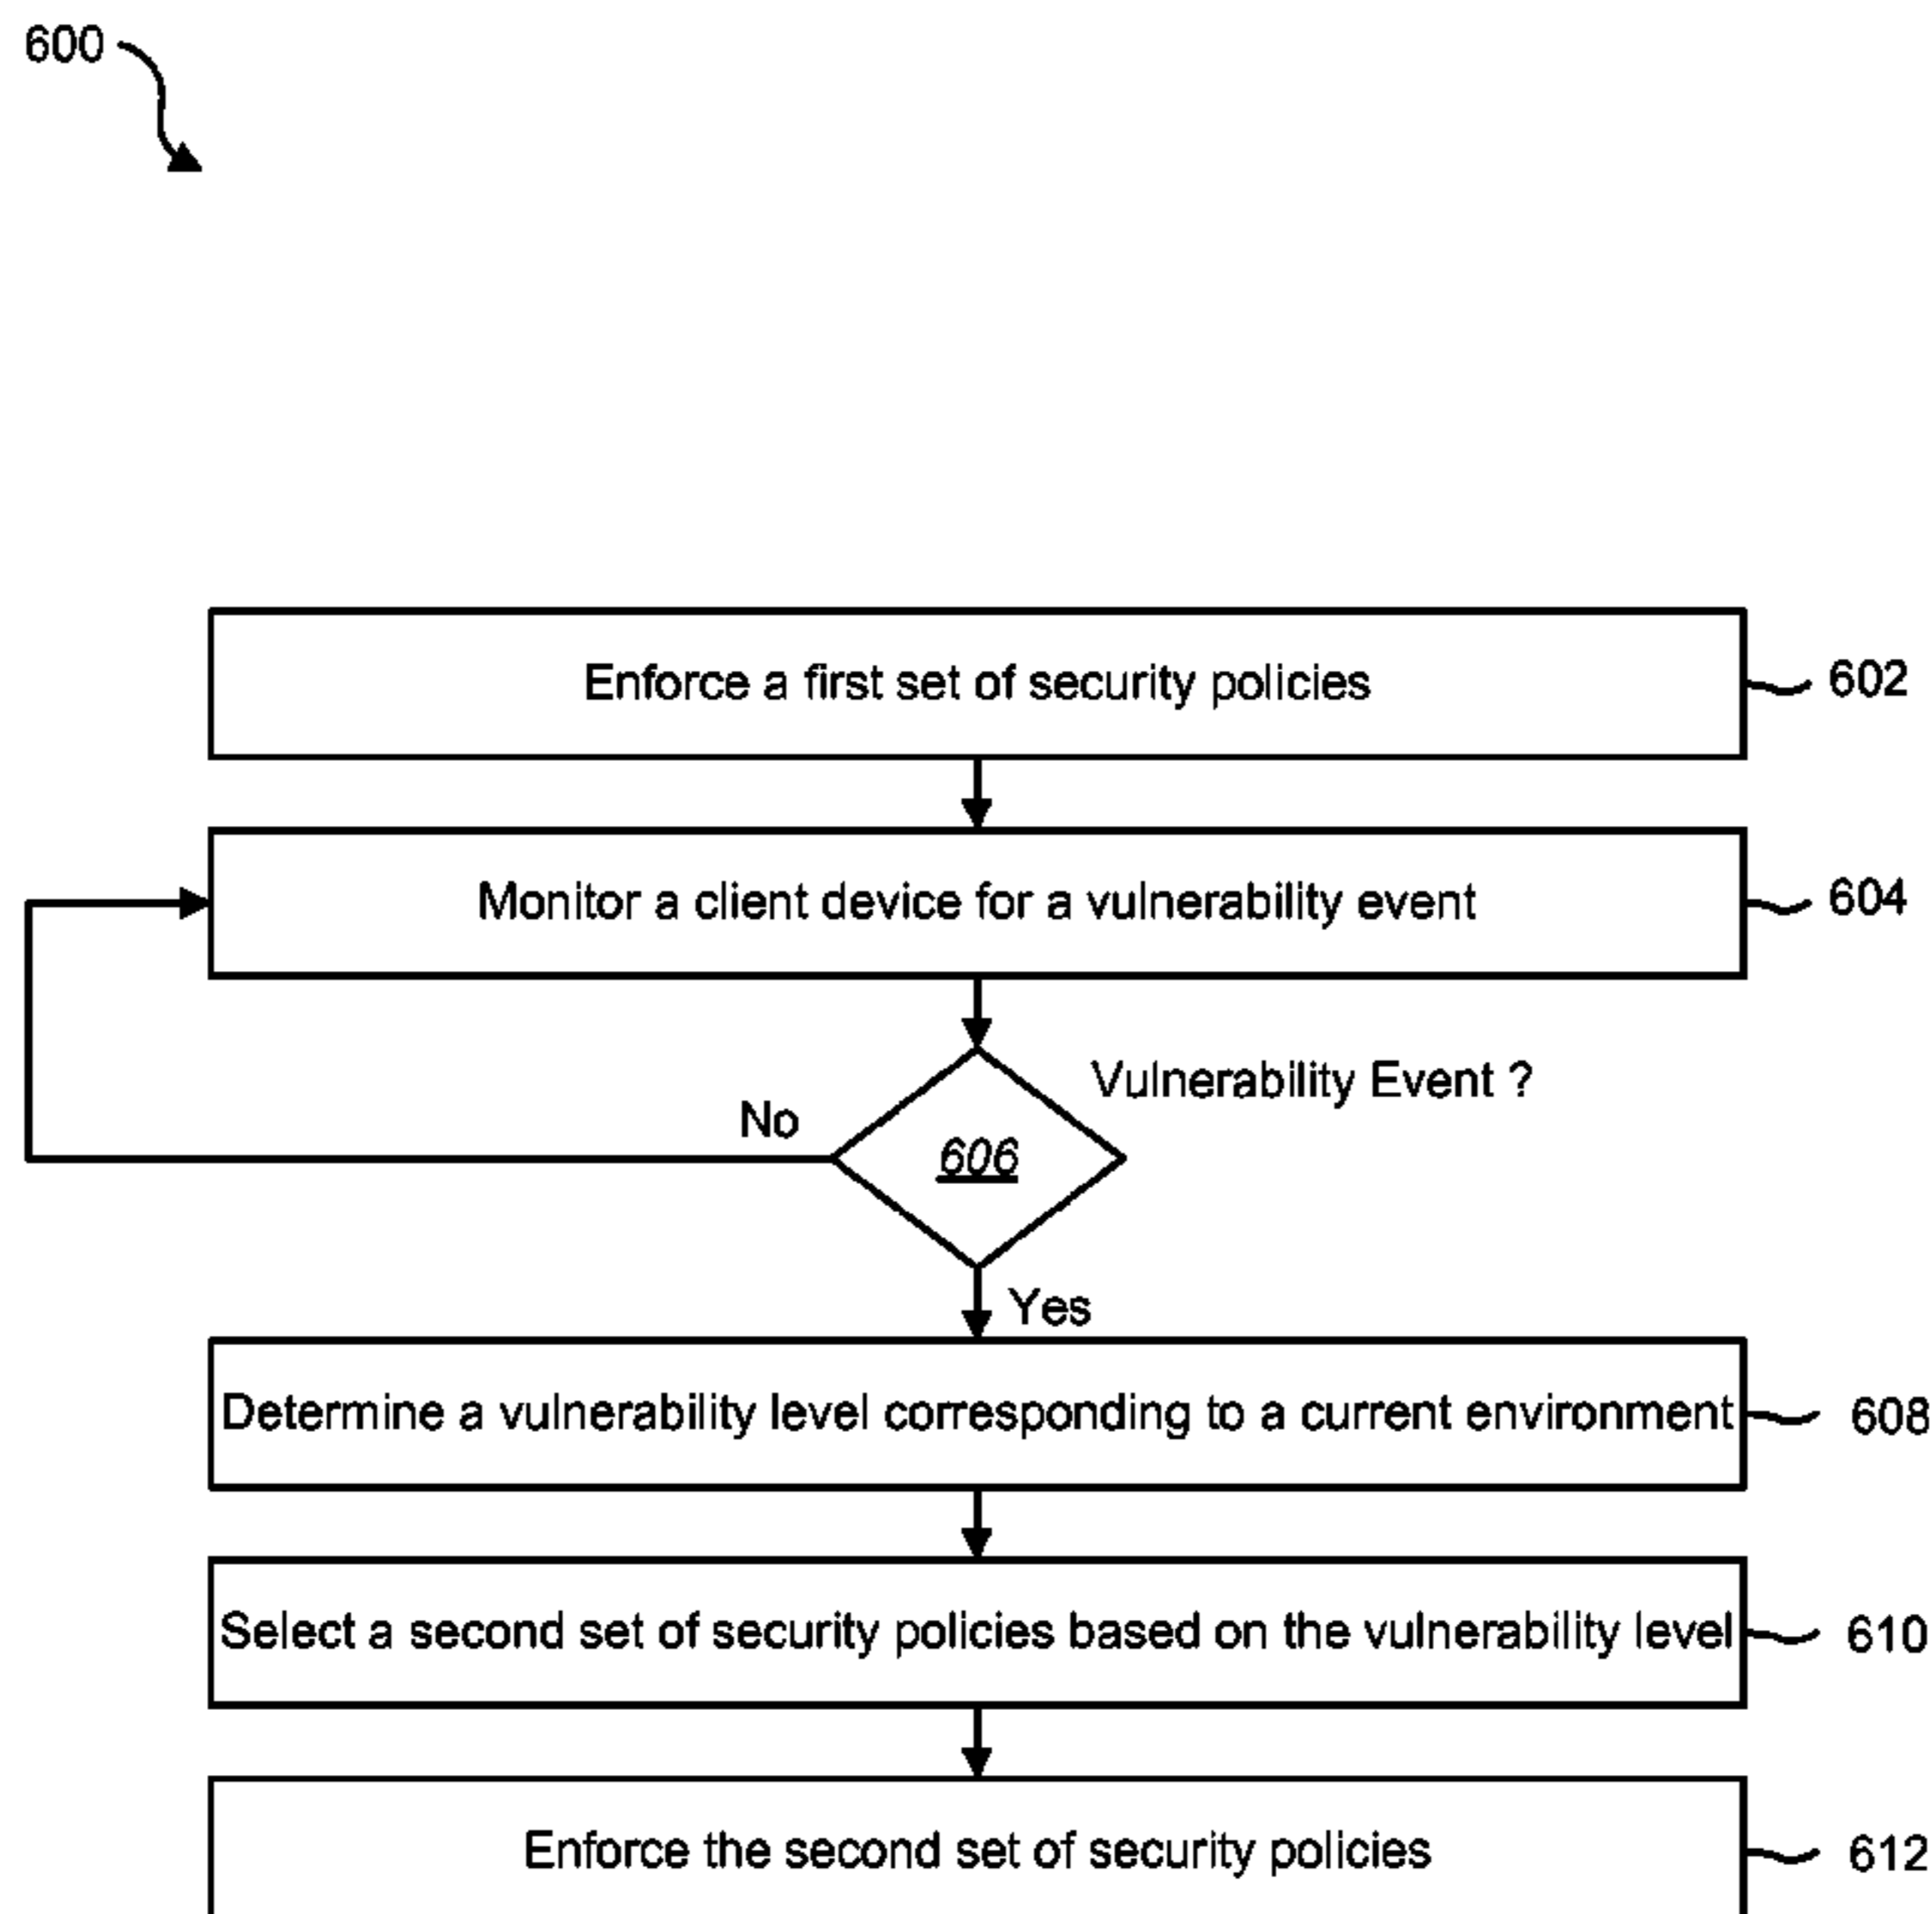 600
Enforce a first set of security policies
602
Monitor a client device for a vulnerability event
604
Vulnerability Event ?
No
606
Yes
Determine a vulnerability level corresponding to a current environment
608
Select a second set of security policies based on the vulnerability level
610
Enforce the second set of security policies
612